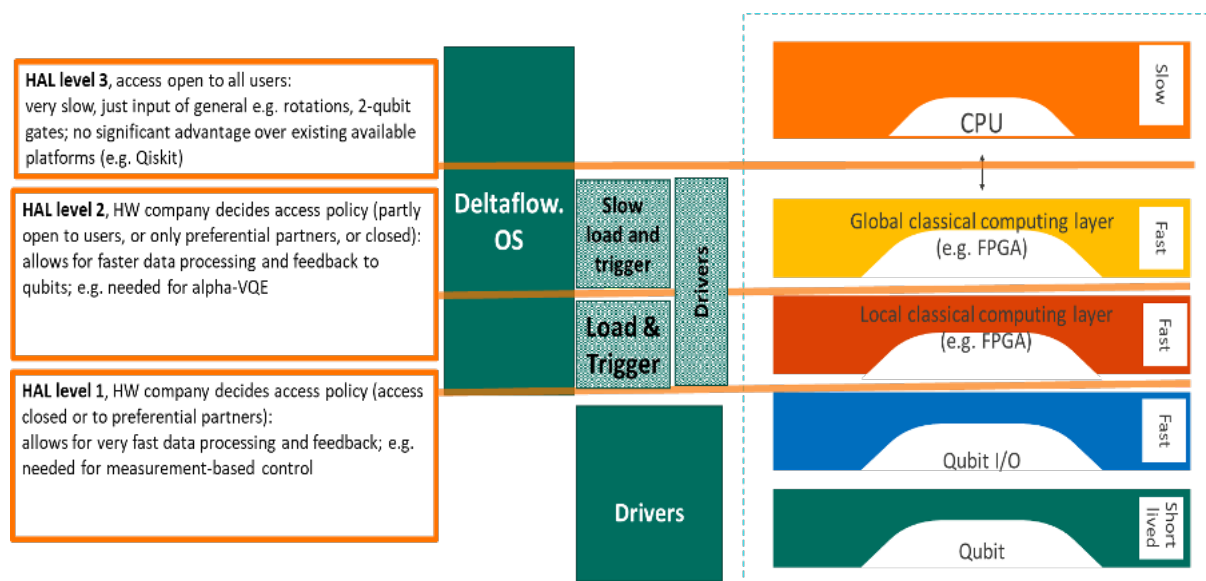 HAL level 3, access open to all users:
very slow, just input of general e.g. rotations, 2-qubit
gates; no significant advantage over existing available
platforms (e.g. Qiskit)
HAL level 2, HW company decides access policy (partly
open to users, or only preferential partners, or closed):
allows for faster data processing and feedback to
qubits; e.g. needed for alpha-VQE
HAL level 1, HW company decides access policy (access
closed or to preferential partners):
allows for very fast data processing and feedback; e.g.
needed for measurement-based control
Deltaflow.
OS
Slow
load and
trigger
Load &
Trigger
Drivers
Drivers
CPU
Slow
Global classical computing layer
(e.g. FPGA)
Fast
Local classical computing layer
(e.g. FPGA)
Fast
Qubit I/O
Fast
Qubit
Short
lived